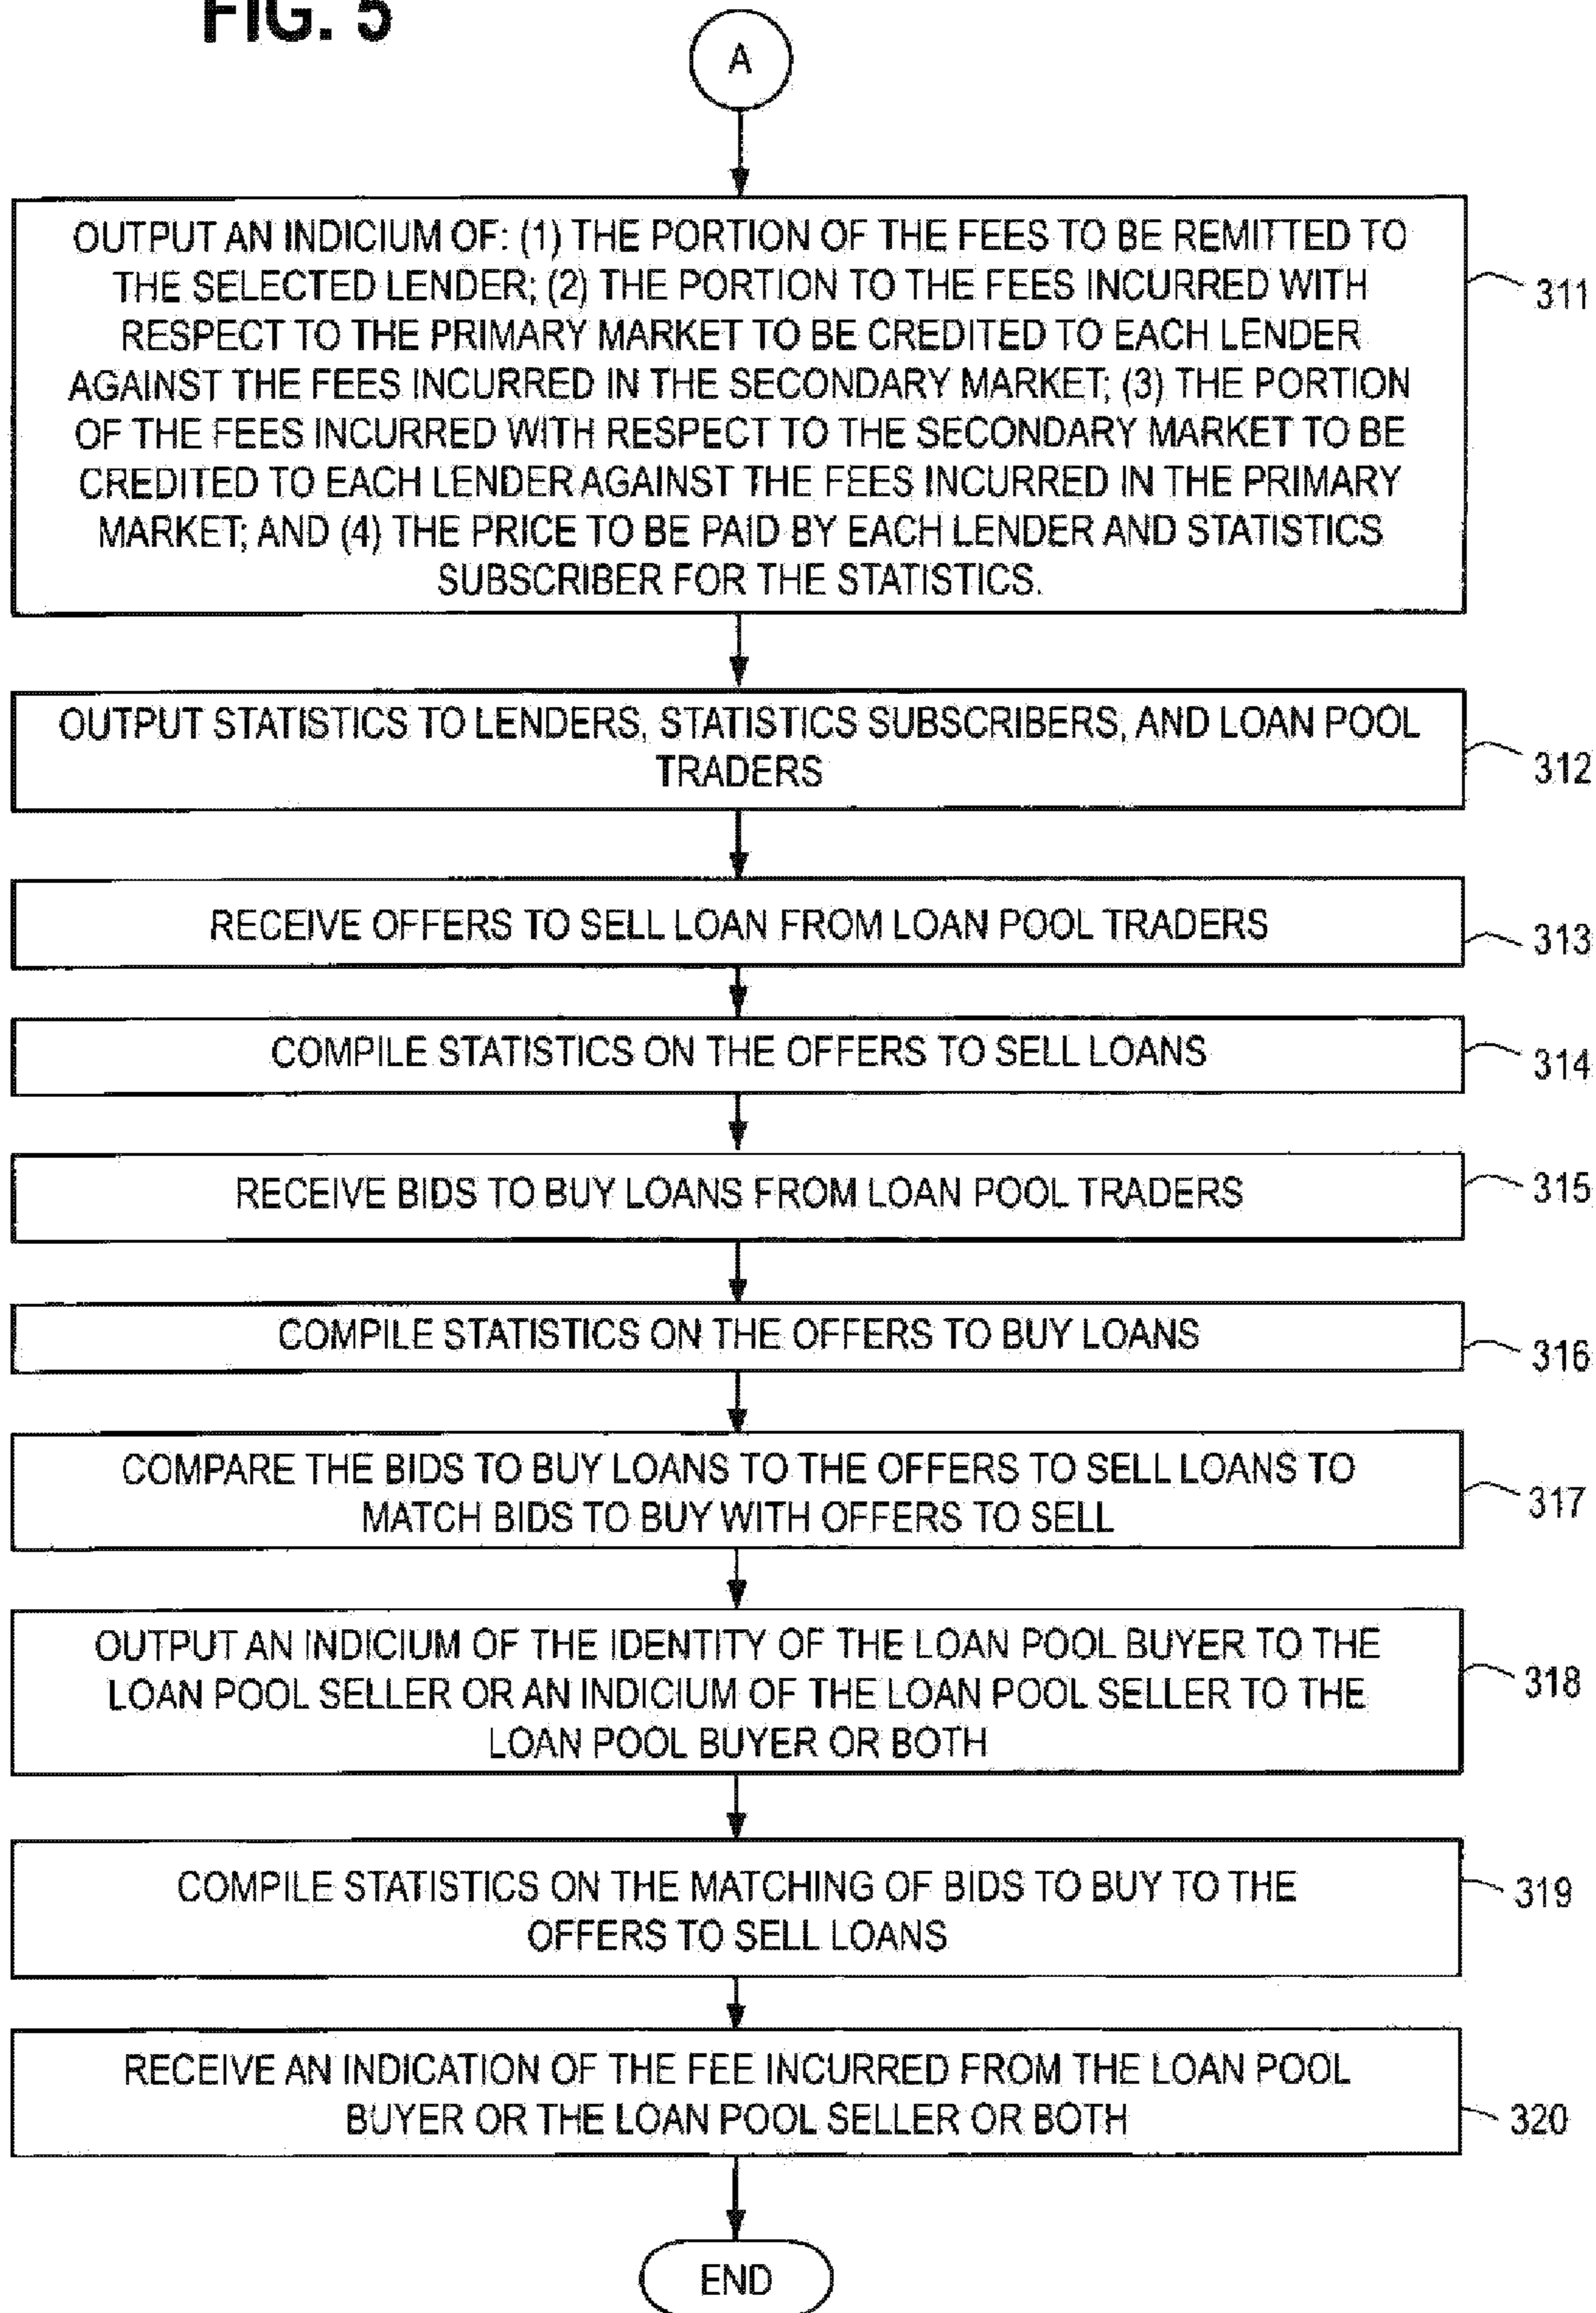 FIG. 5
A
OUTPUT AN INDICIUM OF: (1) THE PORTION OF THE FEES TO BE REMITTED TO
THE SELECTED LENDER; (2) THE PORTION TO THE FEES INCURRED WITH
RESPECT TO THE PRIMARY MARKET TO BE CREDITED TO EACH LENDER
AGAINST THE FEES INCURRED IN THE SECONDARY MARKET; (3) THE PORTION
OF THE FEES INCURRED WITH RESPECT TO THE SECONDARY MARKET TO BE
CREDITED TO EACH LENDER AGAINST THE FEES INCURRED IN THE PRIMARY
MARKET; AND (4) THE PRICE TO BE PAID BY EACH LENDER AND STATISTICS
SUBSCRIBER FOR THE STATISTICS.
311
OUTPUT STATISTICS TO LENDERS, STATISTICS SUBSCRIBERS, AND LOAN POOL
TRADERS
312
RECEIVE OFFERS TO SELL LOAN FROM LOAN POOL TRADERS
313
COMPILE STATISTICS ON THE OFFERS TO SELL LOANS
314
RECEIVE BIDS TO BUY LOANS FROM LOAN POOL TRADERS
315
COMPILE STATISTICS ON THE OFFERS TO BUY LOANS
316
COMPARE THE BIDS TO BUY LOANS TO THE OFFERS TO SELL LOANS TO
MATCH BIDS TO BUY WITH OFFERS TO SELL
317
OUTPUT AN INDICIUM OF THE IDENTITY OF THE LOAN POOL BUYER TO THE
LOAN POOL SELLER OR AN INDICIUM OF THE LOAN POOL SELLER TO THE
LOAN POOL BUYER OR BOTH
318
COMPILE STATISTICS ON THE MATCHING OF BIDS TO BUY TO THE
OFFERS TO SELL LOANS
319
RECEIVE AN INDICATION OF THE FEE INCURRED FROM THE LOAN POOL
BUYER OR THE LOAN POOL SELLER OR BOTH
320
END